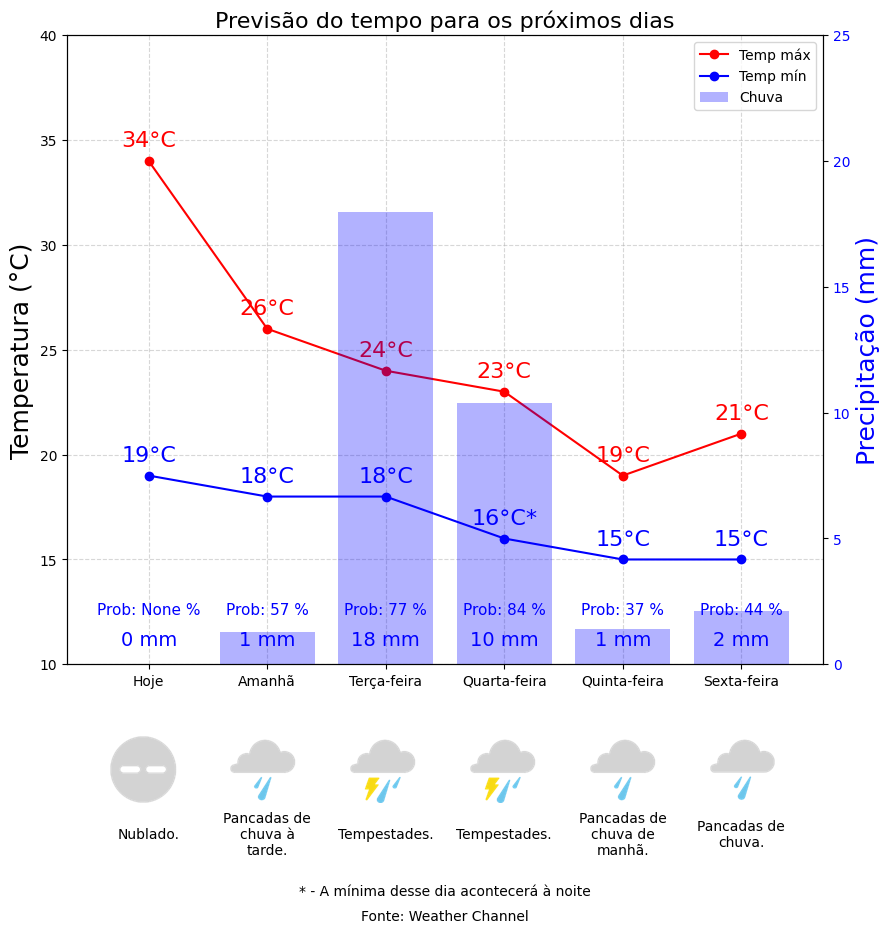 Previsão do tempo para os próximos dias
40
35
30
25
20
15
10
Temperatura (°C)
25
20
15
10
5
0
Precipitação (mm)
Temp máx
Temp mín
Chuva
34°C
26°C
24°C
23°C
19°C
21°C
19°C
18°C
18°C
16°C*
15°C
15°C
Prob: None % Prob: 57 % Prob: 77 % Prob: 84 % Prob: 37 % Prob: 44 %
0 mm 1 mm 18 mm 10 mm 1 mm 2 mm
Hoje Amanhã Terça-feira Quarta-feira Quinta-feira Sexta-feira
Nublado.
Pancadas de
chuva à
tarde.
Tempestades.
Tempestades.
Pancadas de
chuva de
manhã.
Pancadas de
chuva.
* - A mínima desse dia acontecerá à noite
Fonte: Weather Channel